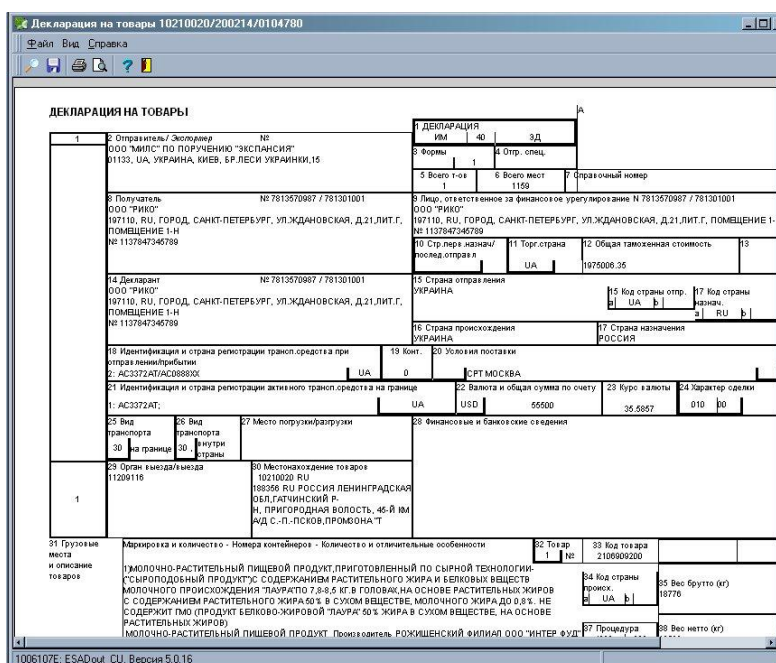 Декларация на товары 10210020/200214/0104780
Файл Вид Справка
ДЕКЛАРАЦИЯ НА ТОВАРЫ
А
1 ДЕКЛАРАЦИЯ
ИМ 40 ЭД
1
2 Отправитель/Экспортер №
ООО "МИЛС" ПО ПОРУЧЕНИЮ "ЭКСПАНСИЯ"
01133, UA, УКРАИНА, КИЕВ, БР.ЛЕСИ УКРАИНКИ,15
3 Формы 4 Отгр. спец.
1
5 Всего т-ов 6 Всего мест 7 Справочный номер
1 1159
8 Получатель № 7813570987 / 781301001
ООО "РИКО"
197110, RU, ГОРОД, САНКТ-ПЕТЕРБУРГ, УЛ.ЖДАНОВСКАЯ, Д.21,ЛИТ.Г,
ПОМЕЩЕНИЕ 1-Н
№ 1137847345789
9 Лицо, ответственное за финансовое урегулирование N 7813570987 / 781301001
ООО "РИКО"
197110, RU, ГОРОД, САНКТ-ПЕТЕРБУРГ, УЛ.ЖДАНОВСКАЯ, Д.21,ЛИТ.Г, ПОМЕЩЕНИЕ 1-
№ 1137847345789
10 Стр.перв.назнач/ 11 Торг.страна 12 Общая таможенная стоимость 13
послед.отправл
UA 1975006.35
14 Декларант № 7813570987 / 781301001
ООО "РИКО"
197110, RU, ГОРОД, САНКТ-ПЕТЕРБУРГ, УЛ.ЖДАНОВСКАЯ, Д.21,ЛИТ.Г,
ПОМЕЩЕНИЕ 1-Н
№ 1137847345789
15 Страна отправления
УКРАИНА
15 Код страны отпр. 17 Код страны
назнач.
a UA b a RU b
16 Страна происхождения 17 Страна назначения
УКРАИНА РОССИЯ
18 Идентификация и страна регистрации трансп.средства при
отправлении/прибытии
2: AC3372AT/AC0888XX UA
19 Конт. 20 Условия поставки
0 CPT МОСКВА
21 Идентификация и страна регистрации активного трансп.средства на границе
1: AC3372AT; UA
22 Валюта и общая сумма по счету 23 Курс валюты 24 Характер сделки
USD 55500 35.5857 010 00
25 Вид
транспорта
30 на границе
26 Вид
транспорта
30 , внутри
страны
27 Место погрузки/разгрузки
28 Финансовые и банковские сведения
29 Орган выезда/въезда
11209116
1
30 Местонахождение товаров
10210020 RU
188356 RU РОССИЯ ЛЕНИНГРАДСКАЯ
ОБЛ,ГАТЧИНСКИЙ Р-
Н, ПРИГОРОДНАЯ ВОЛОСТЬ, 45-Й КМ
А/Д С.-П.-ПСКОВ,ПРОМЗОНА "Т
31 Грузовые
места
и описание
товаров
Маркировка и количество - Номера контейнеров - Количество и отличительные особенности
32 Товар 33 Код товара
1 № 2106909200
1)МОЛОЧНО-РАСТИТЕЛЬНЫЙ ПИЩЕВОЙ ПРОДУКТ,ПРИГОТОВЛЕННЫЙ ПО СЫРНОЙ ТЕХНОЛОГИИ-
("СЫРОПОДОБНЫЙ ПРОДУКТ")С СОДЕРЖАНИЕМ РАСТИТЕЛЬНОГО ЖИРА И БЕЛКОВЫХ ВЕЩЕСТВ
МОЛОЧНОГО ПРОИСХОЖДЕНИЯ "ЛАУРА"ПО 7,8-8,5 КГ.В ГОЛОВАХ,НА ОСНОВЕ РАСТИТЕЛЬНЫХ ЖИРОВ
С СОДЕРЖАНИЕМ РАСТИТЕЛЬНОГО ЖИРА 50% В СУХОМ ВЕЩЕСТВЕ, МОЛОЧНОГО ЖИРА ДО 0,8%. НЕ
СОДЕРЖИТ ГМО (ПРОДУКТ БЕЛКОВО-ЖИРОВОЙ "ЛАУРА" 50% ЖИРА В СУХОМ ВЕЩЕСТВЕ, НА ОСНОВЕ
РАСТИТЕЛЬНЫХ ЖИРОВ)
МОЛОЧНО-РАСТИТЕЛЬНЫЙ ПИЩЕВОЙ ПРОДУКТ Производитель РОЖИЩЕНСКИЙ ФИЛИАЛ ООО "ИНТЕР ФУД"
34 Код страны
происх.
a UA b
35 Вес брутто (кг)
18776
37 Процедура 38 Вес нетто (кг)
1006107E: ESADout_CU. Версия 5.0.16